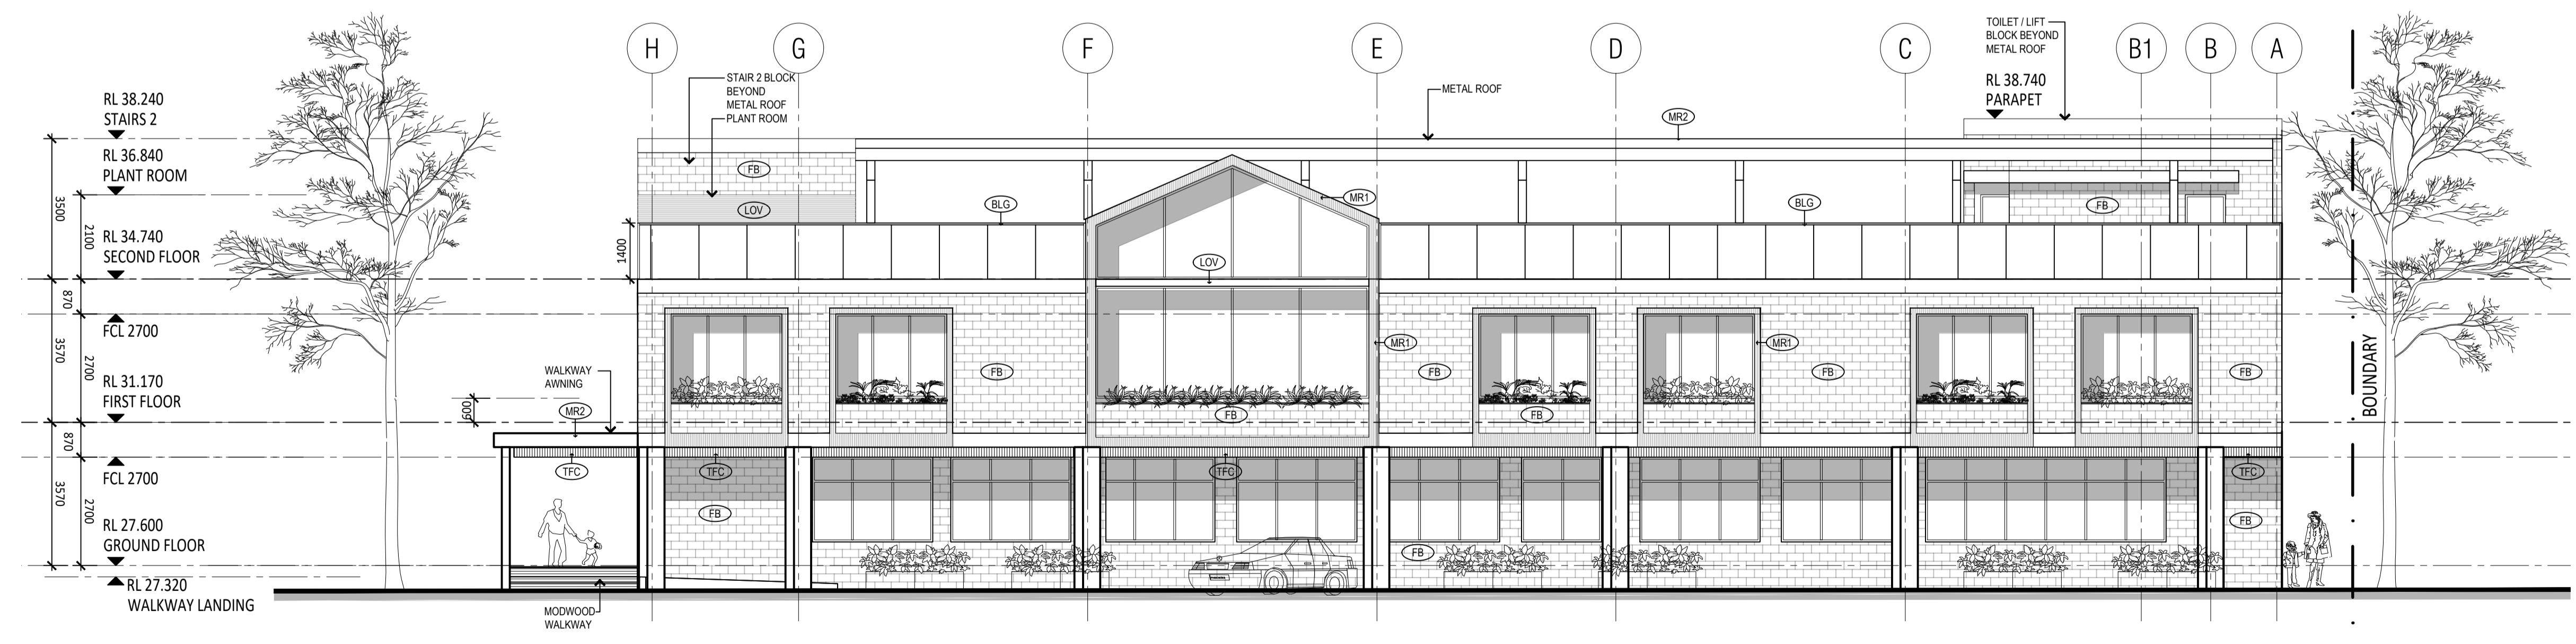 H
G
F
E
D
C
B1
B
A
TOILET / LIFT
BLOCK BEYOND
METAL ROOF
RL 38.740
PARAPET
STAIR 2 BLOCK
BEYOND
METAL ROOF
PLANT ROOM
METAL ROOF
MR2
RL 38.240
STAIRS 2
RL 36.840
PLANT ROOM
RL 34.740
SECOND FLOOR
FCL 2700
RL 31.170
FIRST FLOOR
FCL 2700
RL 27.600
GROUND FLOOR
RL 27.320
WALKWAY LANDING
3500
2100
870
3570
2700
870
3570
2700
1400
600
FB
LOV
BLG
MR1
BLG
FB
LOV
FB
MR1
FB
MR1
FB
FB
FB
FB
WALKWAY
AWNING
MR2
TFC
TFC
TFC
TFC
FB
FB
FB
MODWOOD
WALKWAY
BOUNDARY